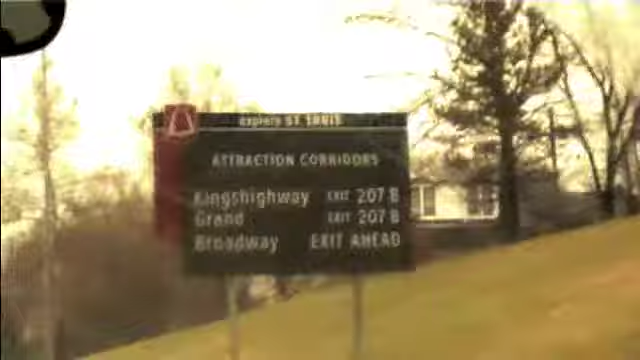 explore ST. LOUIS
ATTRACTION CORRIDORS
Kingshighway EXIT 207 B
Grand EXIT 207 B
Broadway EXIT AHEAD